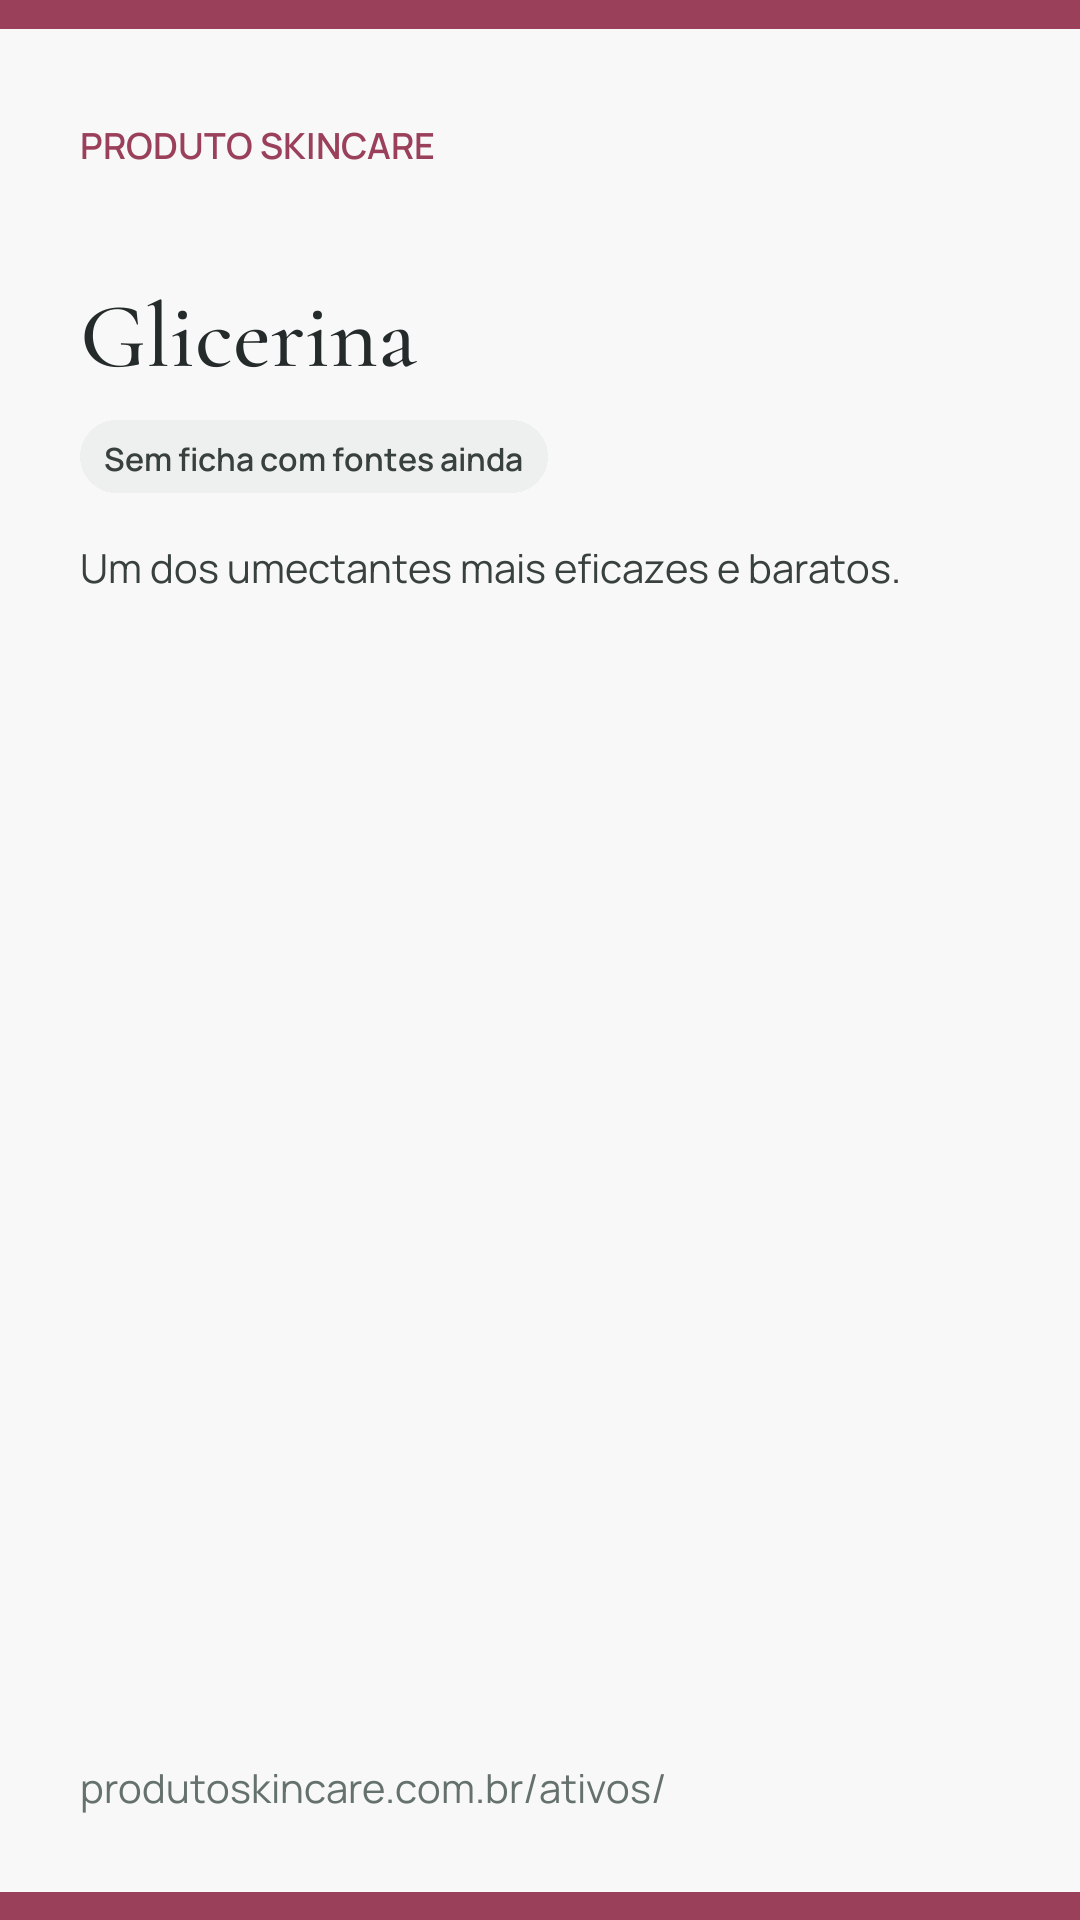 PRODUTO SKINCARE
Glicerina
Sem ficha com fontes ainda
Um dos umectantes mais eficazes e baratos.
produtoskincare.com.br/ativos/